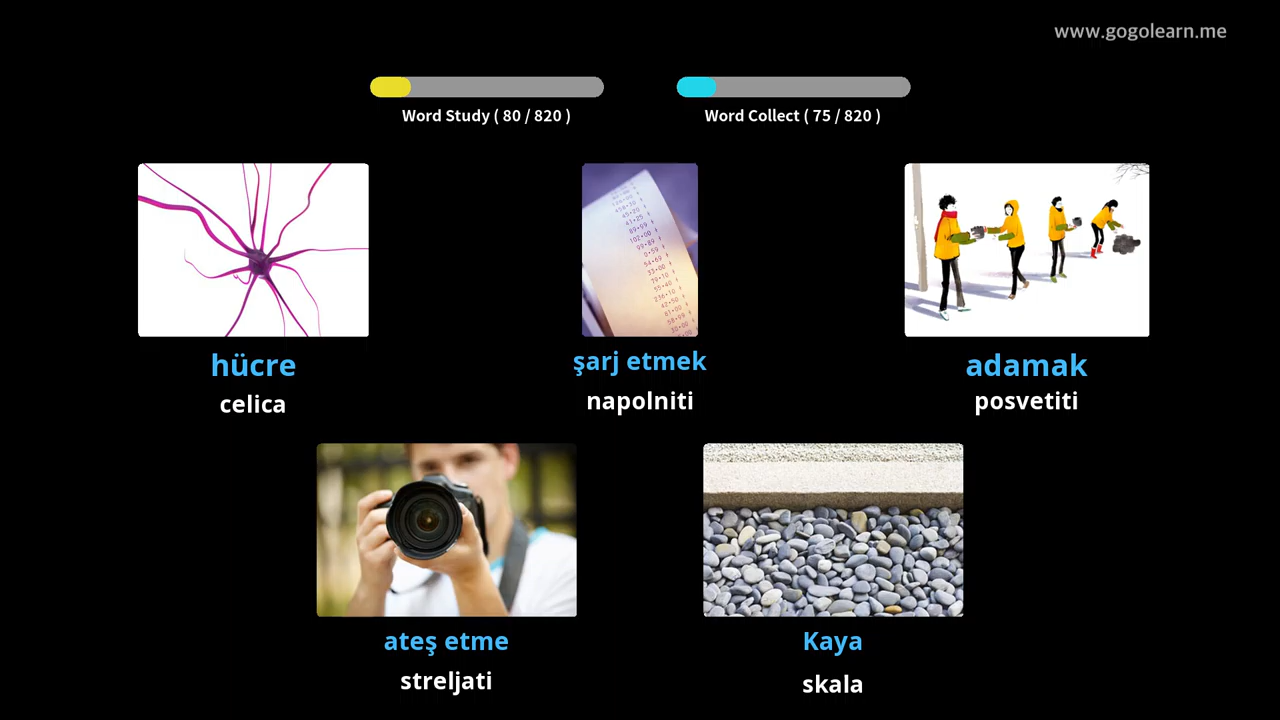 www.gogolearn.me
Word Study ( 80 / 820 )
Word Collect ( 75 / 820 )
hücre
celica
şarj etmek
napolniti
adamak
posvetiti
ateş etme
streljati
Kaya
skala